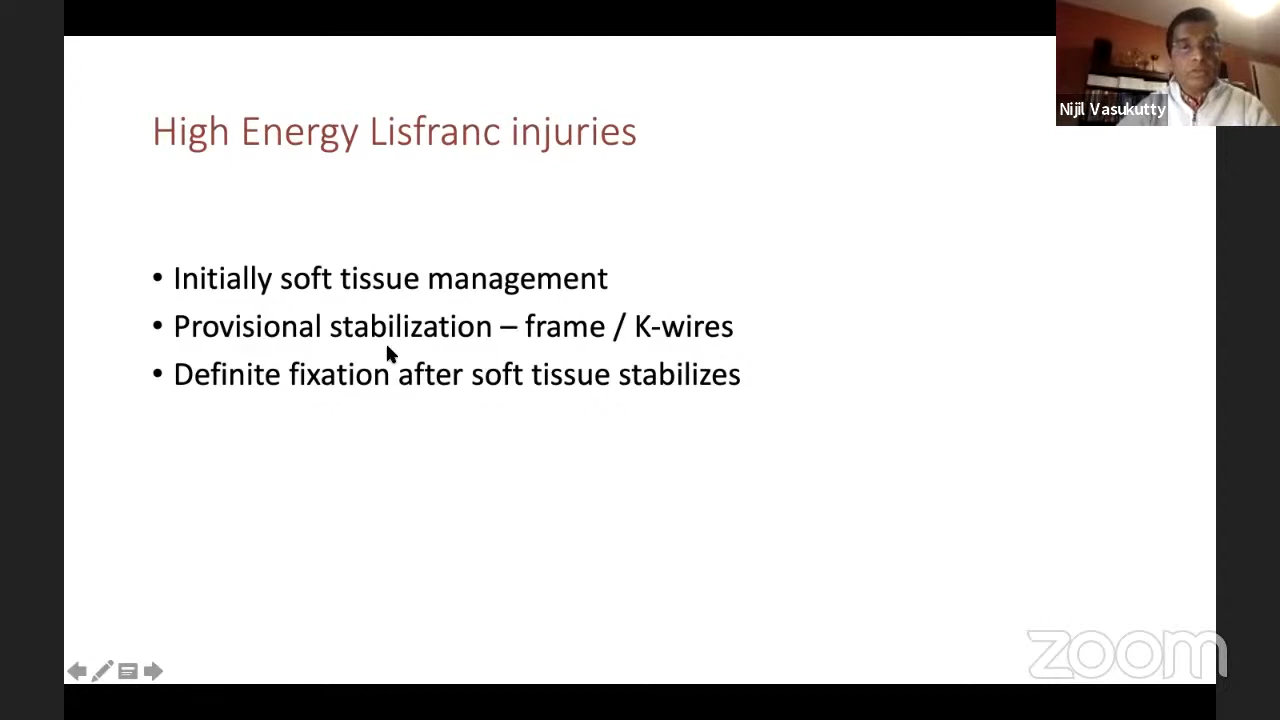 Nijil Vasukutty
High Energy Lisfranc injuries
• Initially soft tissue management
• Provisional stabilization – frame / K-wires
• Definite fixation after soft tissue stabilizes
zoom